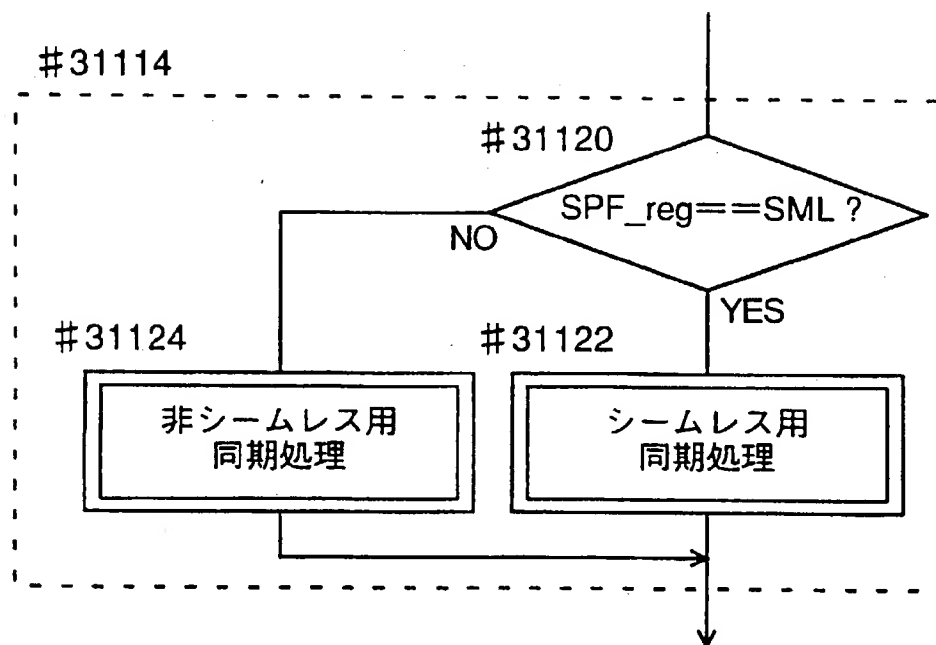 #31114
#31120
SPF_reg==SML ?
NO
YES
#31124
#31122
非シームレス用
同期処理
シームレス用
同期処理